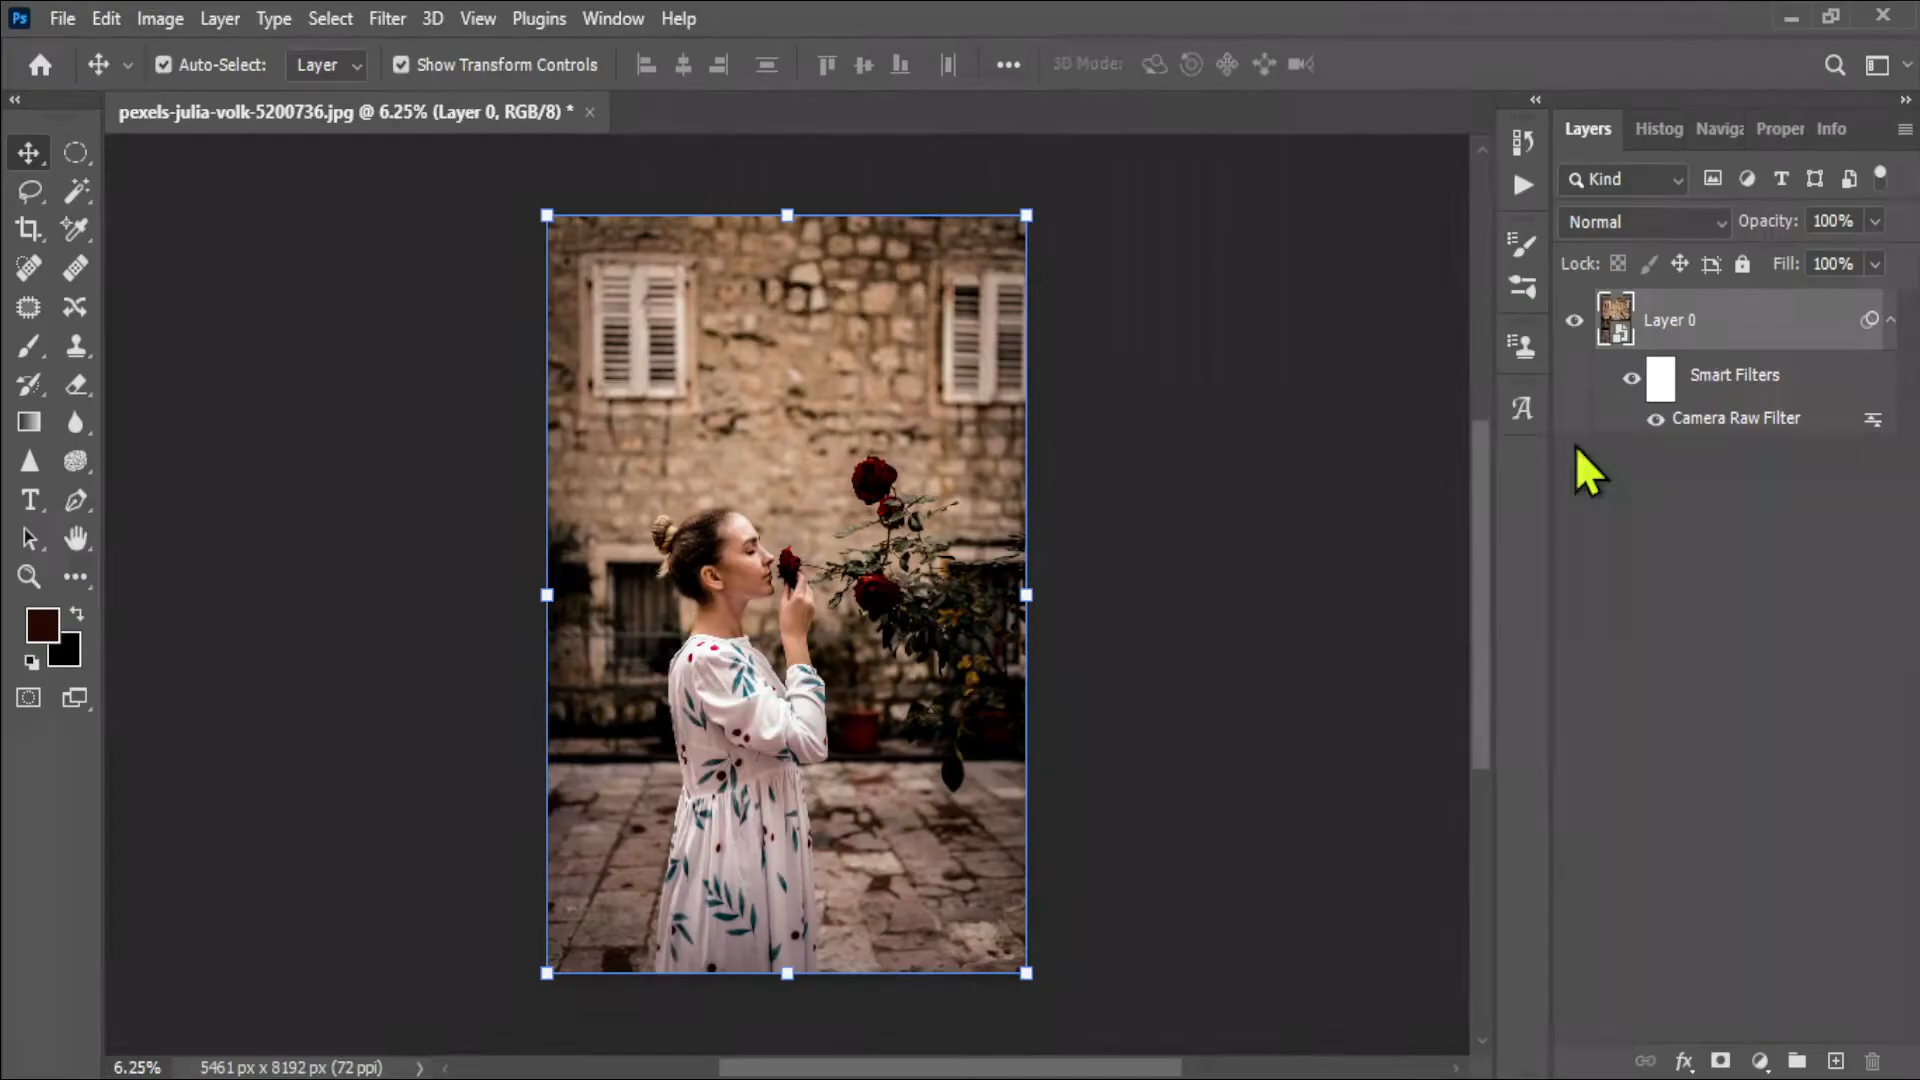 Ps File Edit Image Layer Type Select Filter 3D View Plugins Window Help
Auto-Select: Layer Show Transform Controls 3D Mode:
pexels-julia-volk-5200736.jpg @ 6.25% (Layer 0, RGB/8) *
Layers Histog Naviga Proper Info
Kind
Normal Opacity: 100%
Lock: Fill: 100%
Layer 0
Smart Filters
Camera Raw Filter
6.25% 5461 px x 8192 px (72 ppi)